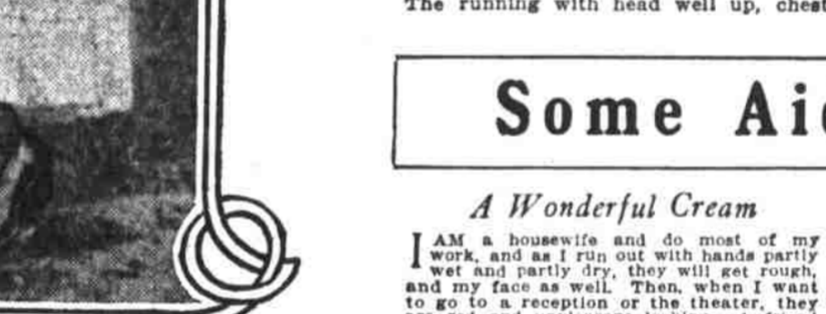 The running with head well up, chest
Some Aid
A Wonderful Cream
I AM a housewife and do most of my
work, and as I run out with hands partly
wet and partly dry, they will get rough,
and my face as well. Then, when I want
to go to a reception or the theater, they